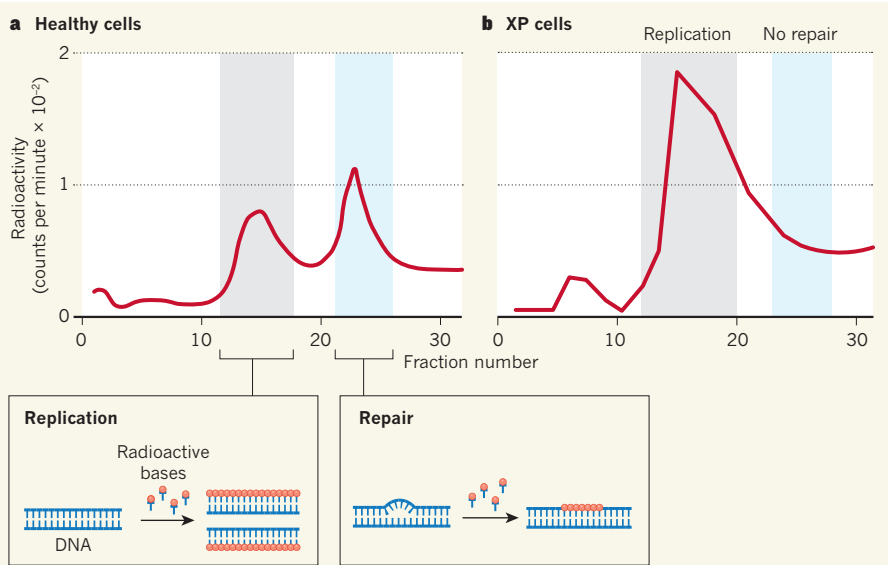 a Healthy cells
2
1
0
Radioactivity
(counts per minute × 10⁻²)
0 10 20 30
b XP cells
Replication No repair
0 10 20 30
Fraction number
Replication
Radioactive
bases
DNA
Repair